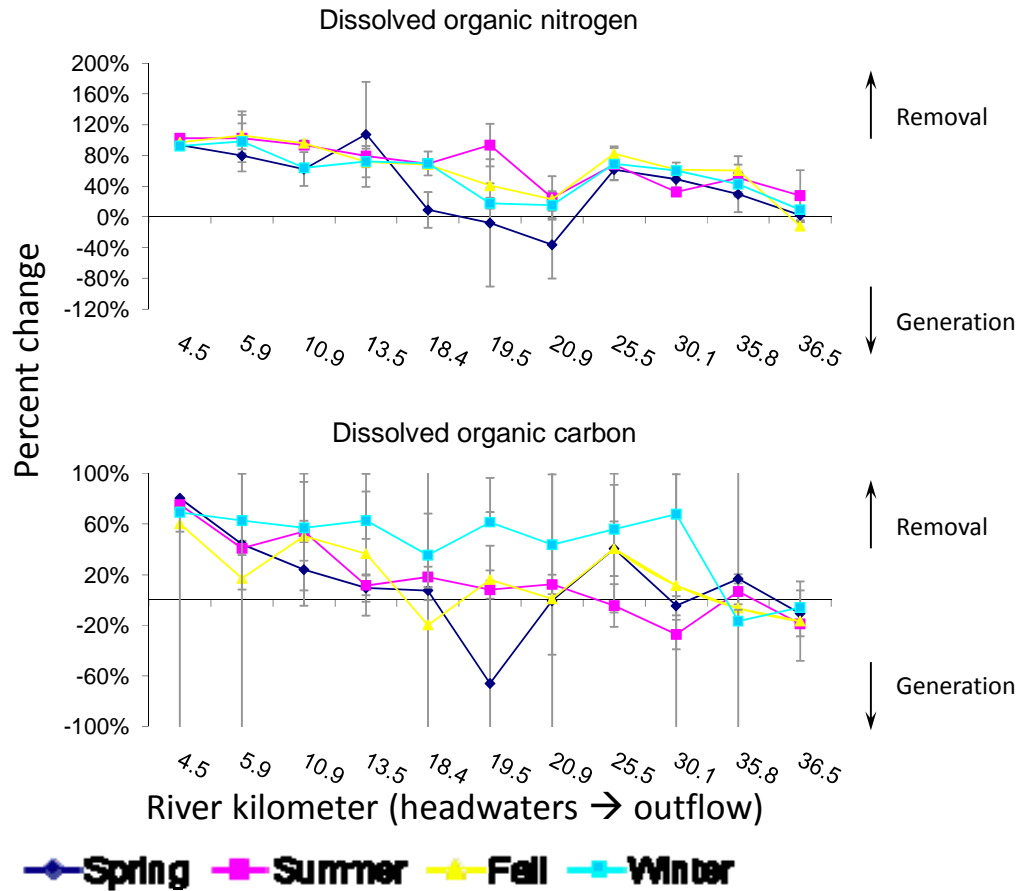 Dissolved organic nitrogen
200%
160%
120%
80%
40%
0%
-40%
-80%
-120%
Removal
Generation
4.5 5.9 10.9 13.5 18.4 19.5 20.9 25.5 30.1 35.8 36.5
Percent change
Dissolved organic carbon
100%
60%
20%
-20%
-60%
-100%
Removal
Generation
4.5 5.9 10.9 13.5 18.4 19.5 20.9 25.5 30.1 35.8 36.5
River kilometer (headwaters → outflow)
Spring Summer Fall Winter